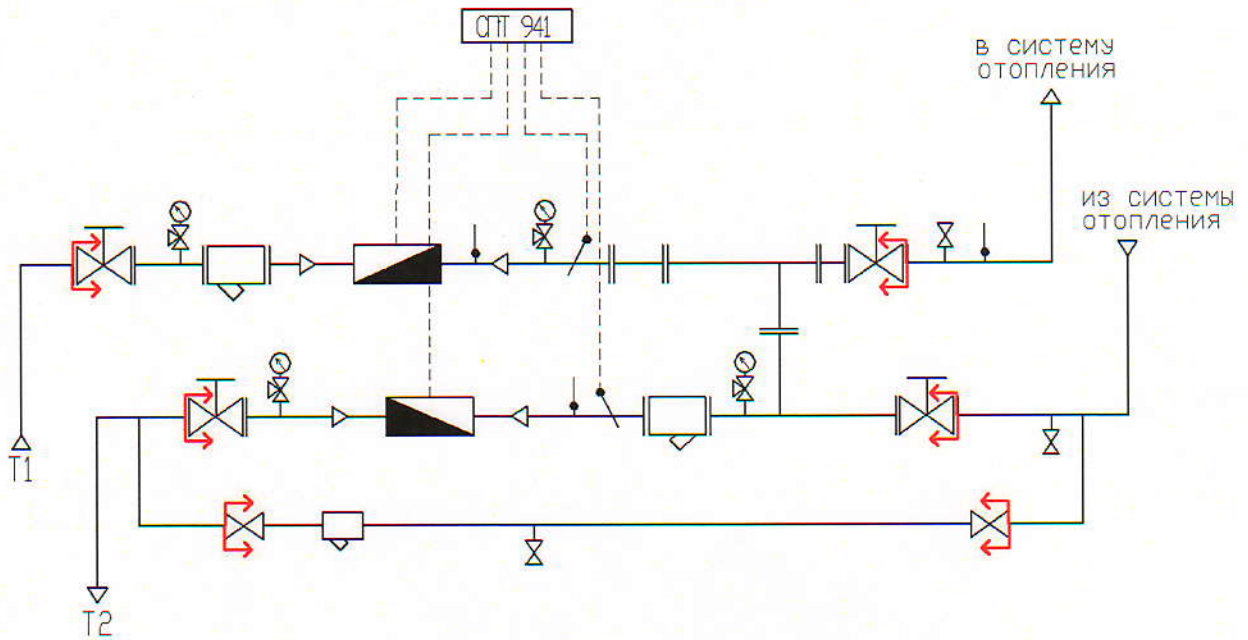 СПТ 941
В СИСТЕМУ
ОТОПЛЕНИЯ
ИЗ СИСТЕМЫ
ОТОПЛЕНИЯ
Т1
Т2